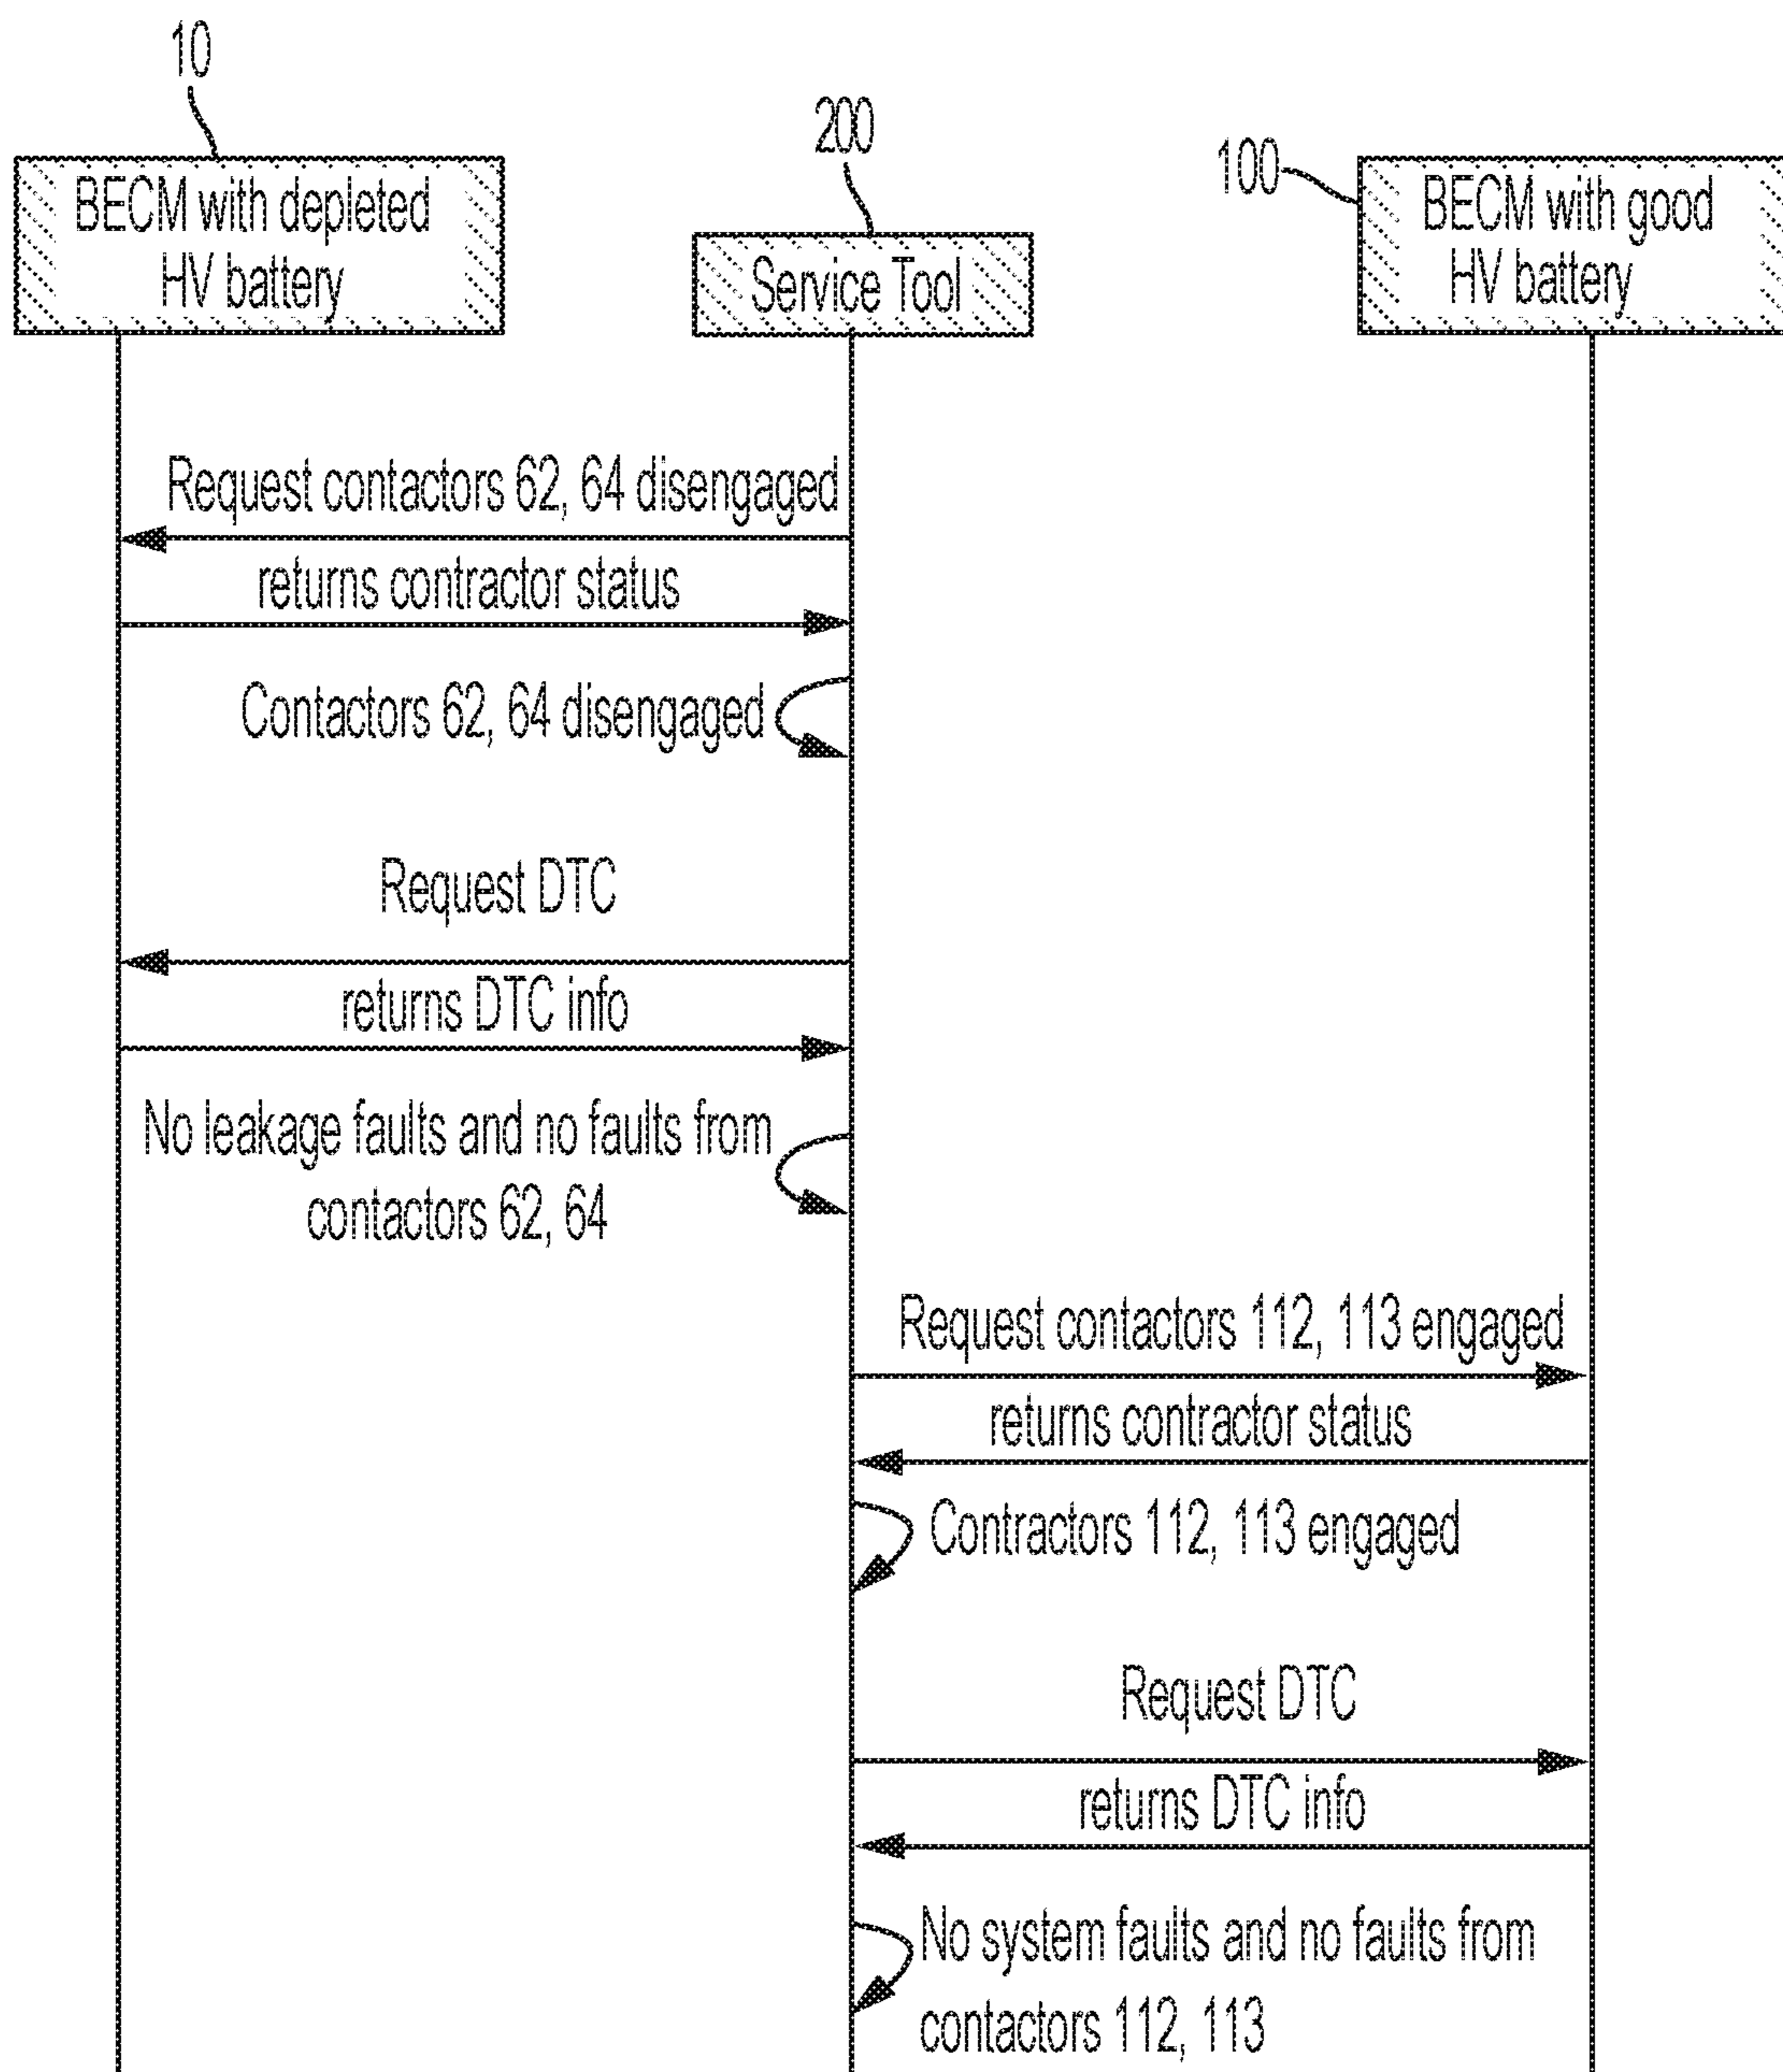 10
200
100
BECM with depleted
HV battery
Service Tool
BECM with good
HV battery
Request contactors 62, 64 disengaged
returns contractor status
Contactors 62, 64 disengaged
Request DTC
returns DTC info
No leakage faults and no faults from
contactors 62, 64
Request contactors 112, 113 engaged
returns contractor status
Contractors 112, 113 engaged
Request DTC
returns DTC info
No system faults and no faults from
contactors 112, 113